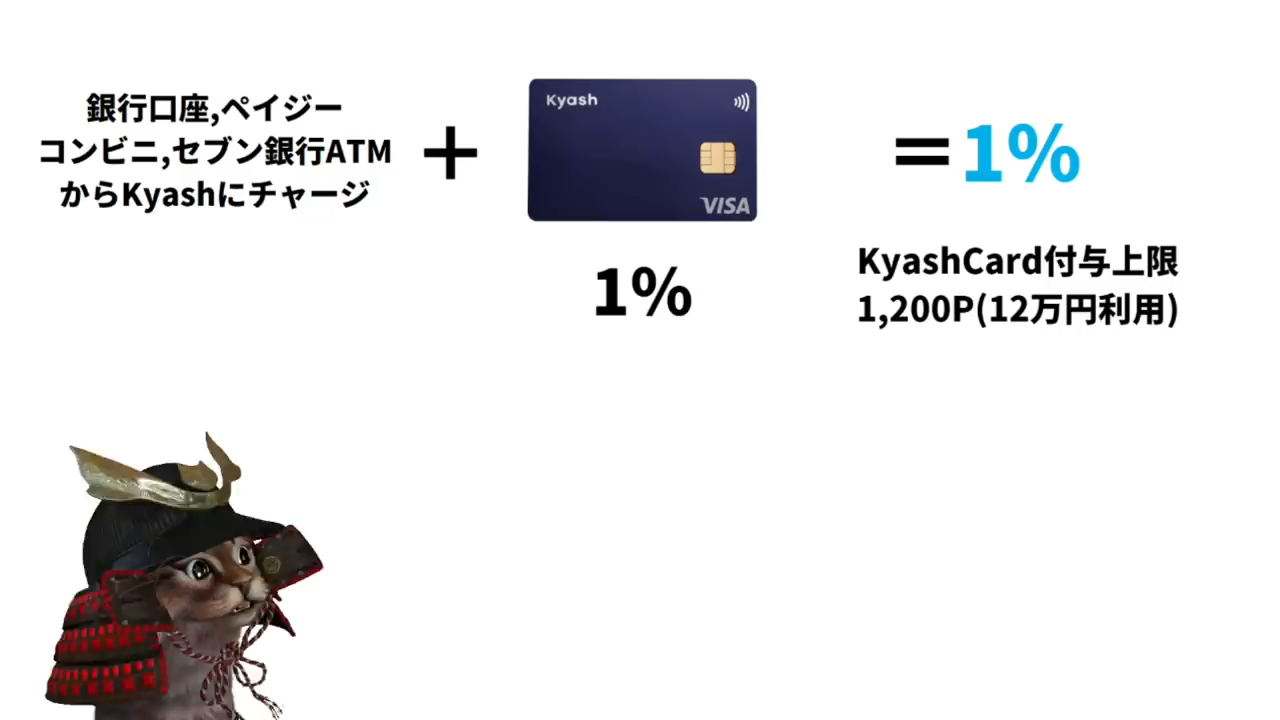 銀行口座,ペイジー
コンビニ,セブン銀行ATM
からKyashにチャージ
+
Kyash
VISA
1%
=1%
KyashCard付与上限
1,200P(12万円利用)